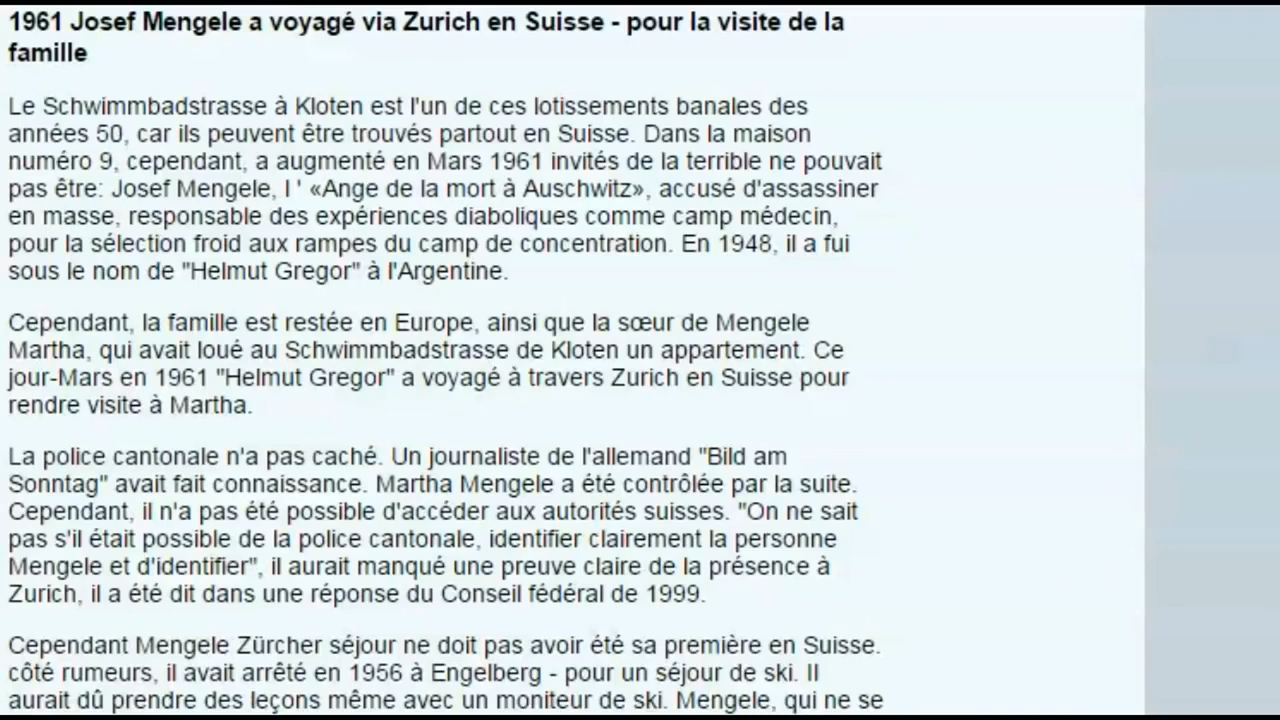 1961 Josef Mengele a voyagé via Zurich en Suisse - pour la visite de la
famille
Le Schwimmbadstrasse à Kloten est l'un de ces lotissements banales des
années 50, car ils peuvent être trouvés partout en Suisse. Dans la maison
numéro 9, cependant, a augmenté en Mars 1961 invités de la terrible ne pouvait
pas être: Josef Mengele, l ' «Ange de la mort à Auschwitz», accusé d'assassiner
en masse, responsable des expériences diaboliques comme camp médecin,
pour la sélection froid aux rampes du camp de concentration. En 1948, il a fui
sous le nom de "Helmut Gregor" à l'Argentine.
Cependant, la famille est restée en Europe, ainsi que la sœur de Mengele
Martha, qui avait loué au Schwimmbadstrasse de Kloten un appartement. Ce
jour-Mars en 1961 "Helmut Gregor" a voyagé à travers Zurich en Suisse pour
rendre visite à Martha.
La police cantonale n'a pas caché. Un journaliste de l'allemand "Bild am
Sonntag" avait fait connaissance. Martha Mengele a été contrôlée par la suite.
Cependant, il n'a pas été possible d'accéder aux autorités suisses. "On ne sait
pas s'il était possible de la police cantonale, identifier clairement la personne
Mengele et d'identifier", il aurait manqué une preuve claire de la présence à
Zurich, il a été dit dans une réponse du Conseil fédéral de 1999.
Cependant Mengele Zürcher séjour ne doit pas avoir été sa première en Suisse.
côté rumeurs, il avait arrêté en 1956 à Engelberg - pour un séjour de ski. Il
aurait dû prendre des leçons même avec un moniteur de ski. Mengele, qui ne se